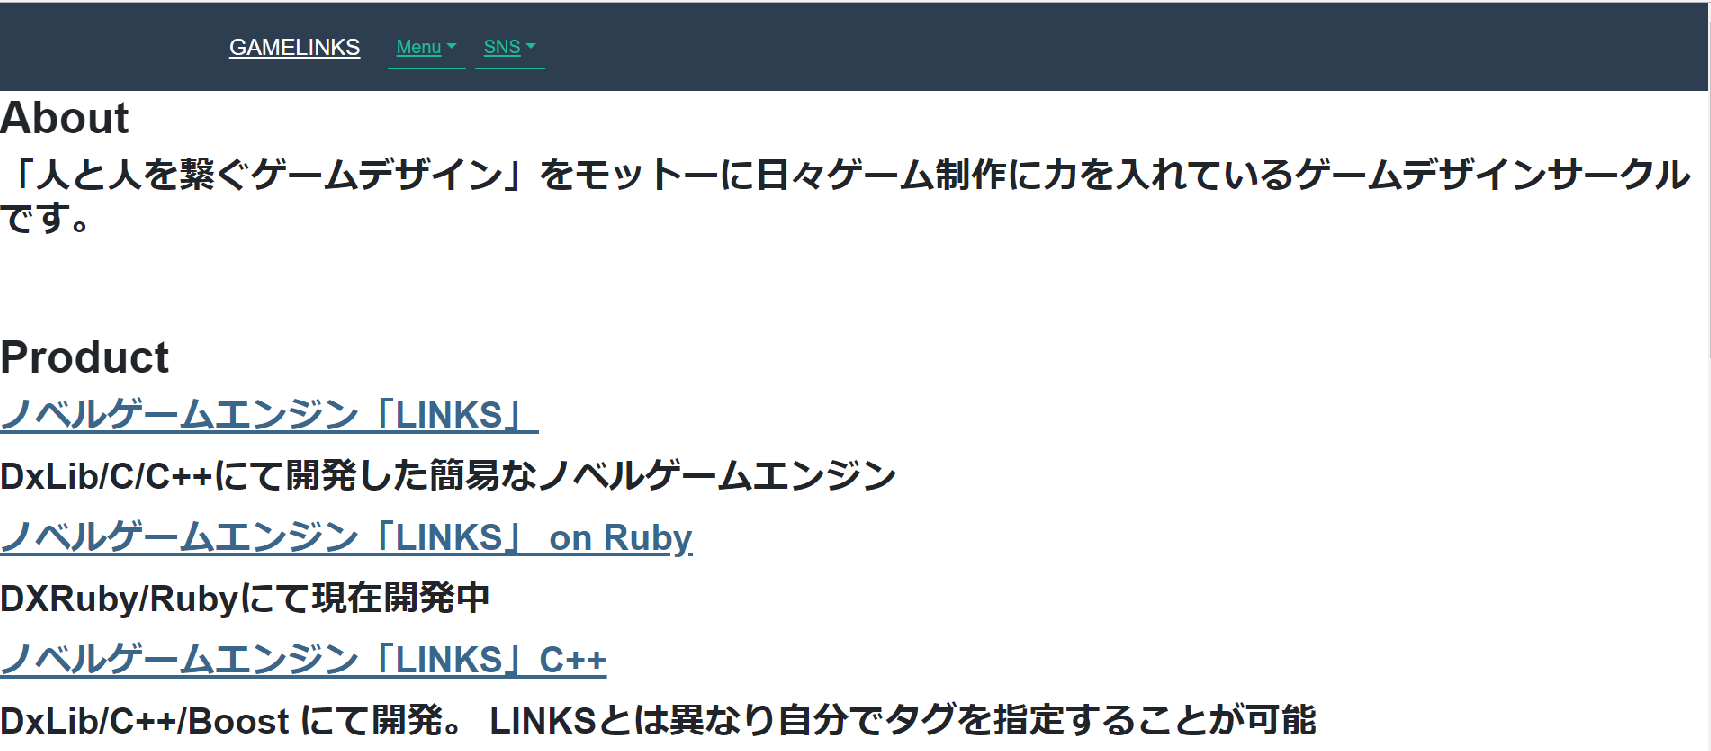 GAMELINKS Menu SNS
About
「人と人を繋ぐゲームデザイン」をモットーに日々ゲーム制作に力を入れているゲームデザインサークル
です。
Product
ノベルゲームエンジン「LINKS」
DxLib/C/C++にて開発した簡易なノベルゲームエンジン
ノベルゲームエンジン「LINKS」 on Ruby
DXRuby/Rubyにて現在開発中
ノベルゲームエンジン「LINKS」C++
DxLib/C++/Boost にて開発。 LINKSとは異なり自分でタグを指定することが可能